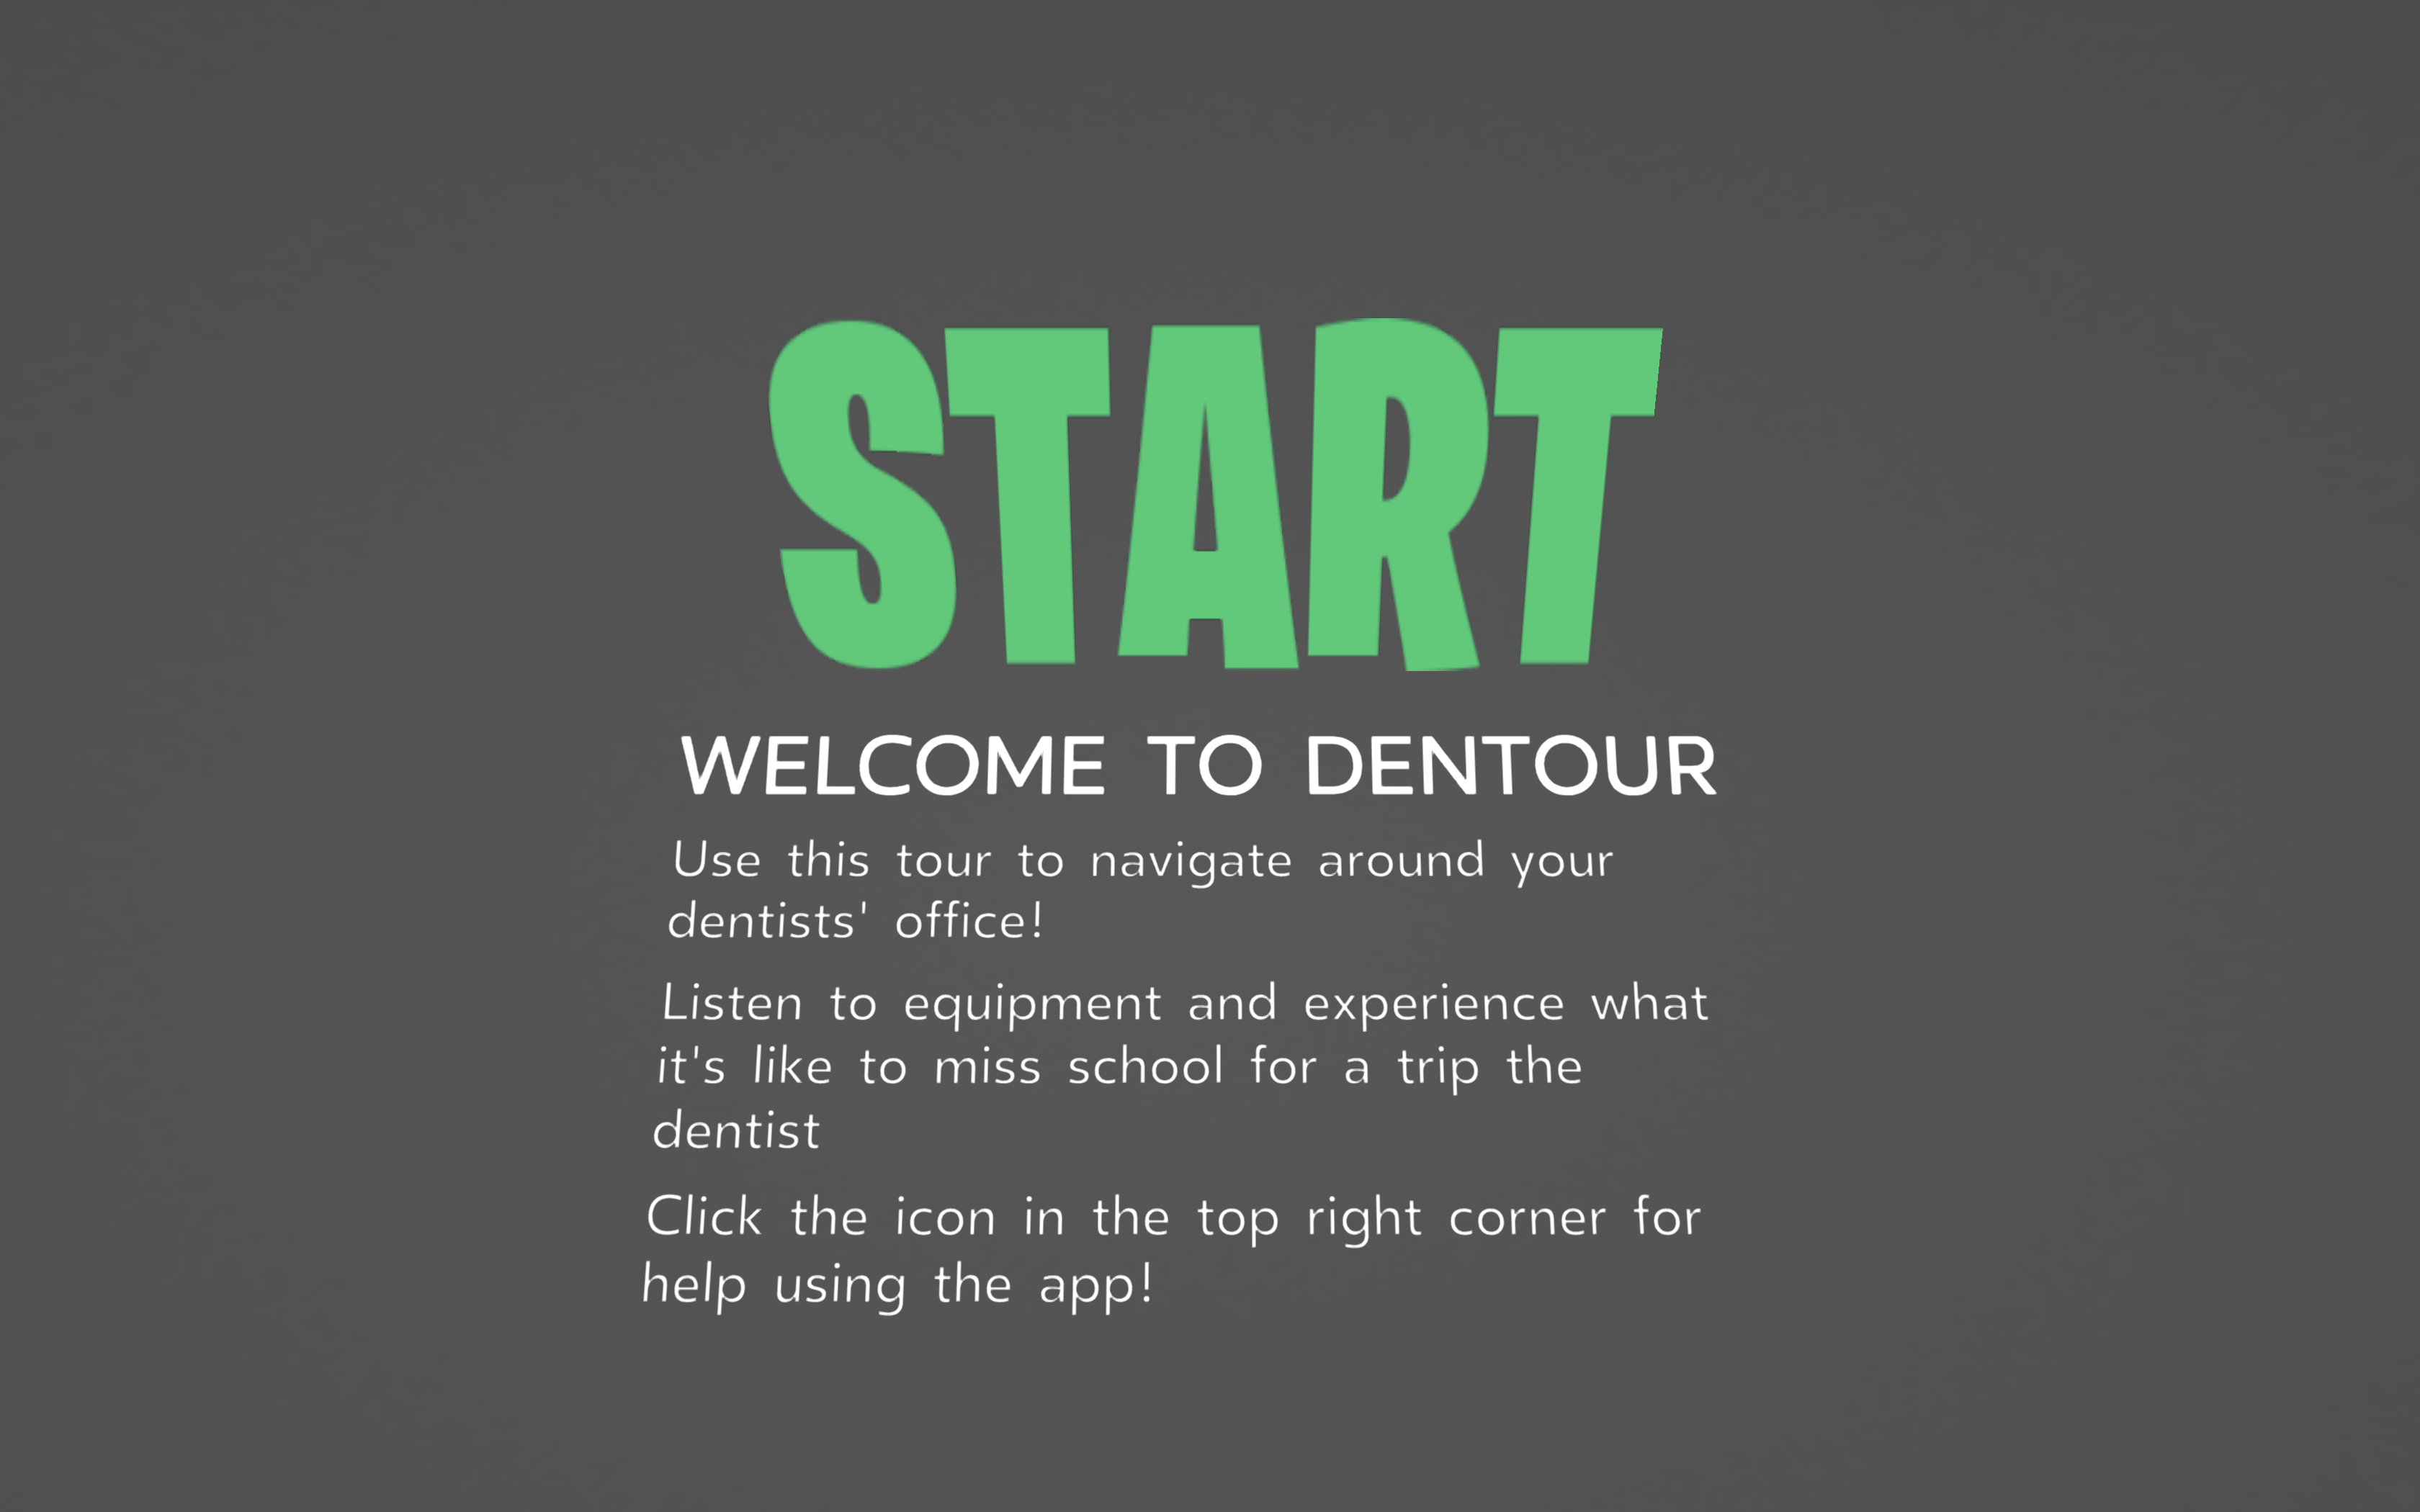 START
WELCOME TO DENTOUR
Use this tour to navigate around your
dentists' office!
Listen to equipment and experience what
it's like to miss school for a trip the
dentist
Click the icon in the top right corner for
help using the app!